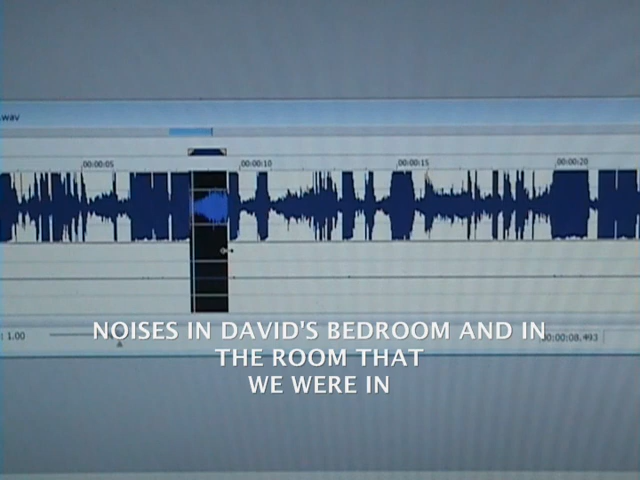 .wav
00:00:05 00:00:10 00:00:15 00:00:20
: 1.00 00:00:08.493
NOISES IN DAVID'S BEDROOM AND IN
THE ROOM THAT
WE WERE IN